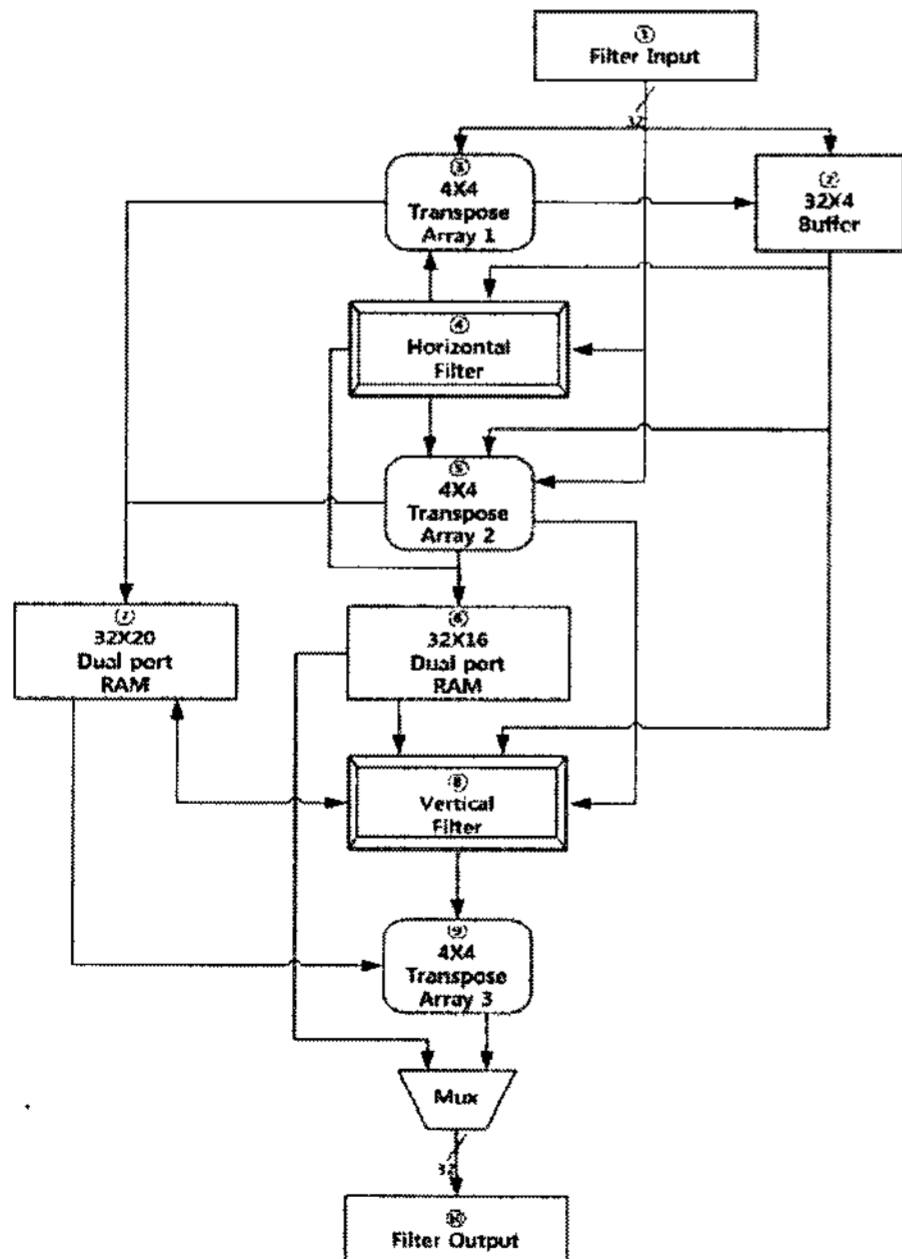 ①
Filter Input
32
③
4X4
Transpose
Array 1
②
32X4
Buffer
④
Horizontal
Filter
⑤
4X4
Transpose
Array 2
⑦
32X20
Dual port
RAM
⑥
32X16
Dual port
RAM
⑧
Vertical
Filter
⑨
4X4
Transpose
Array 3
Mux
32
⑩
Filter Output